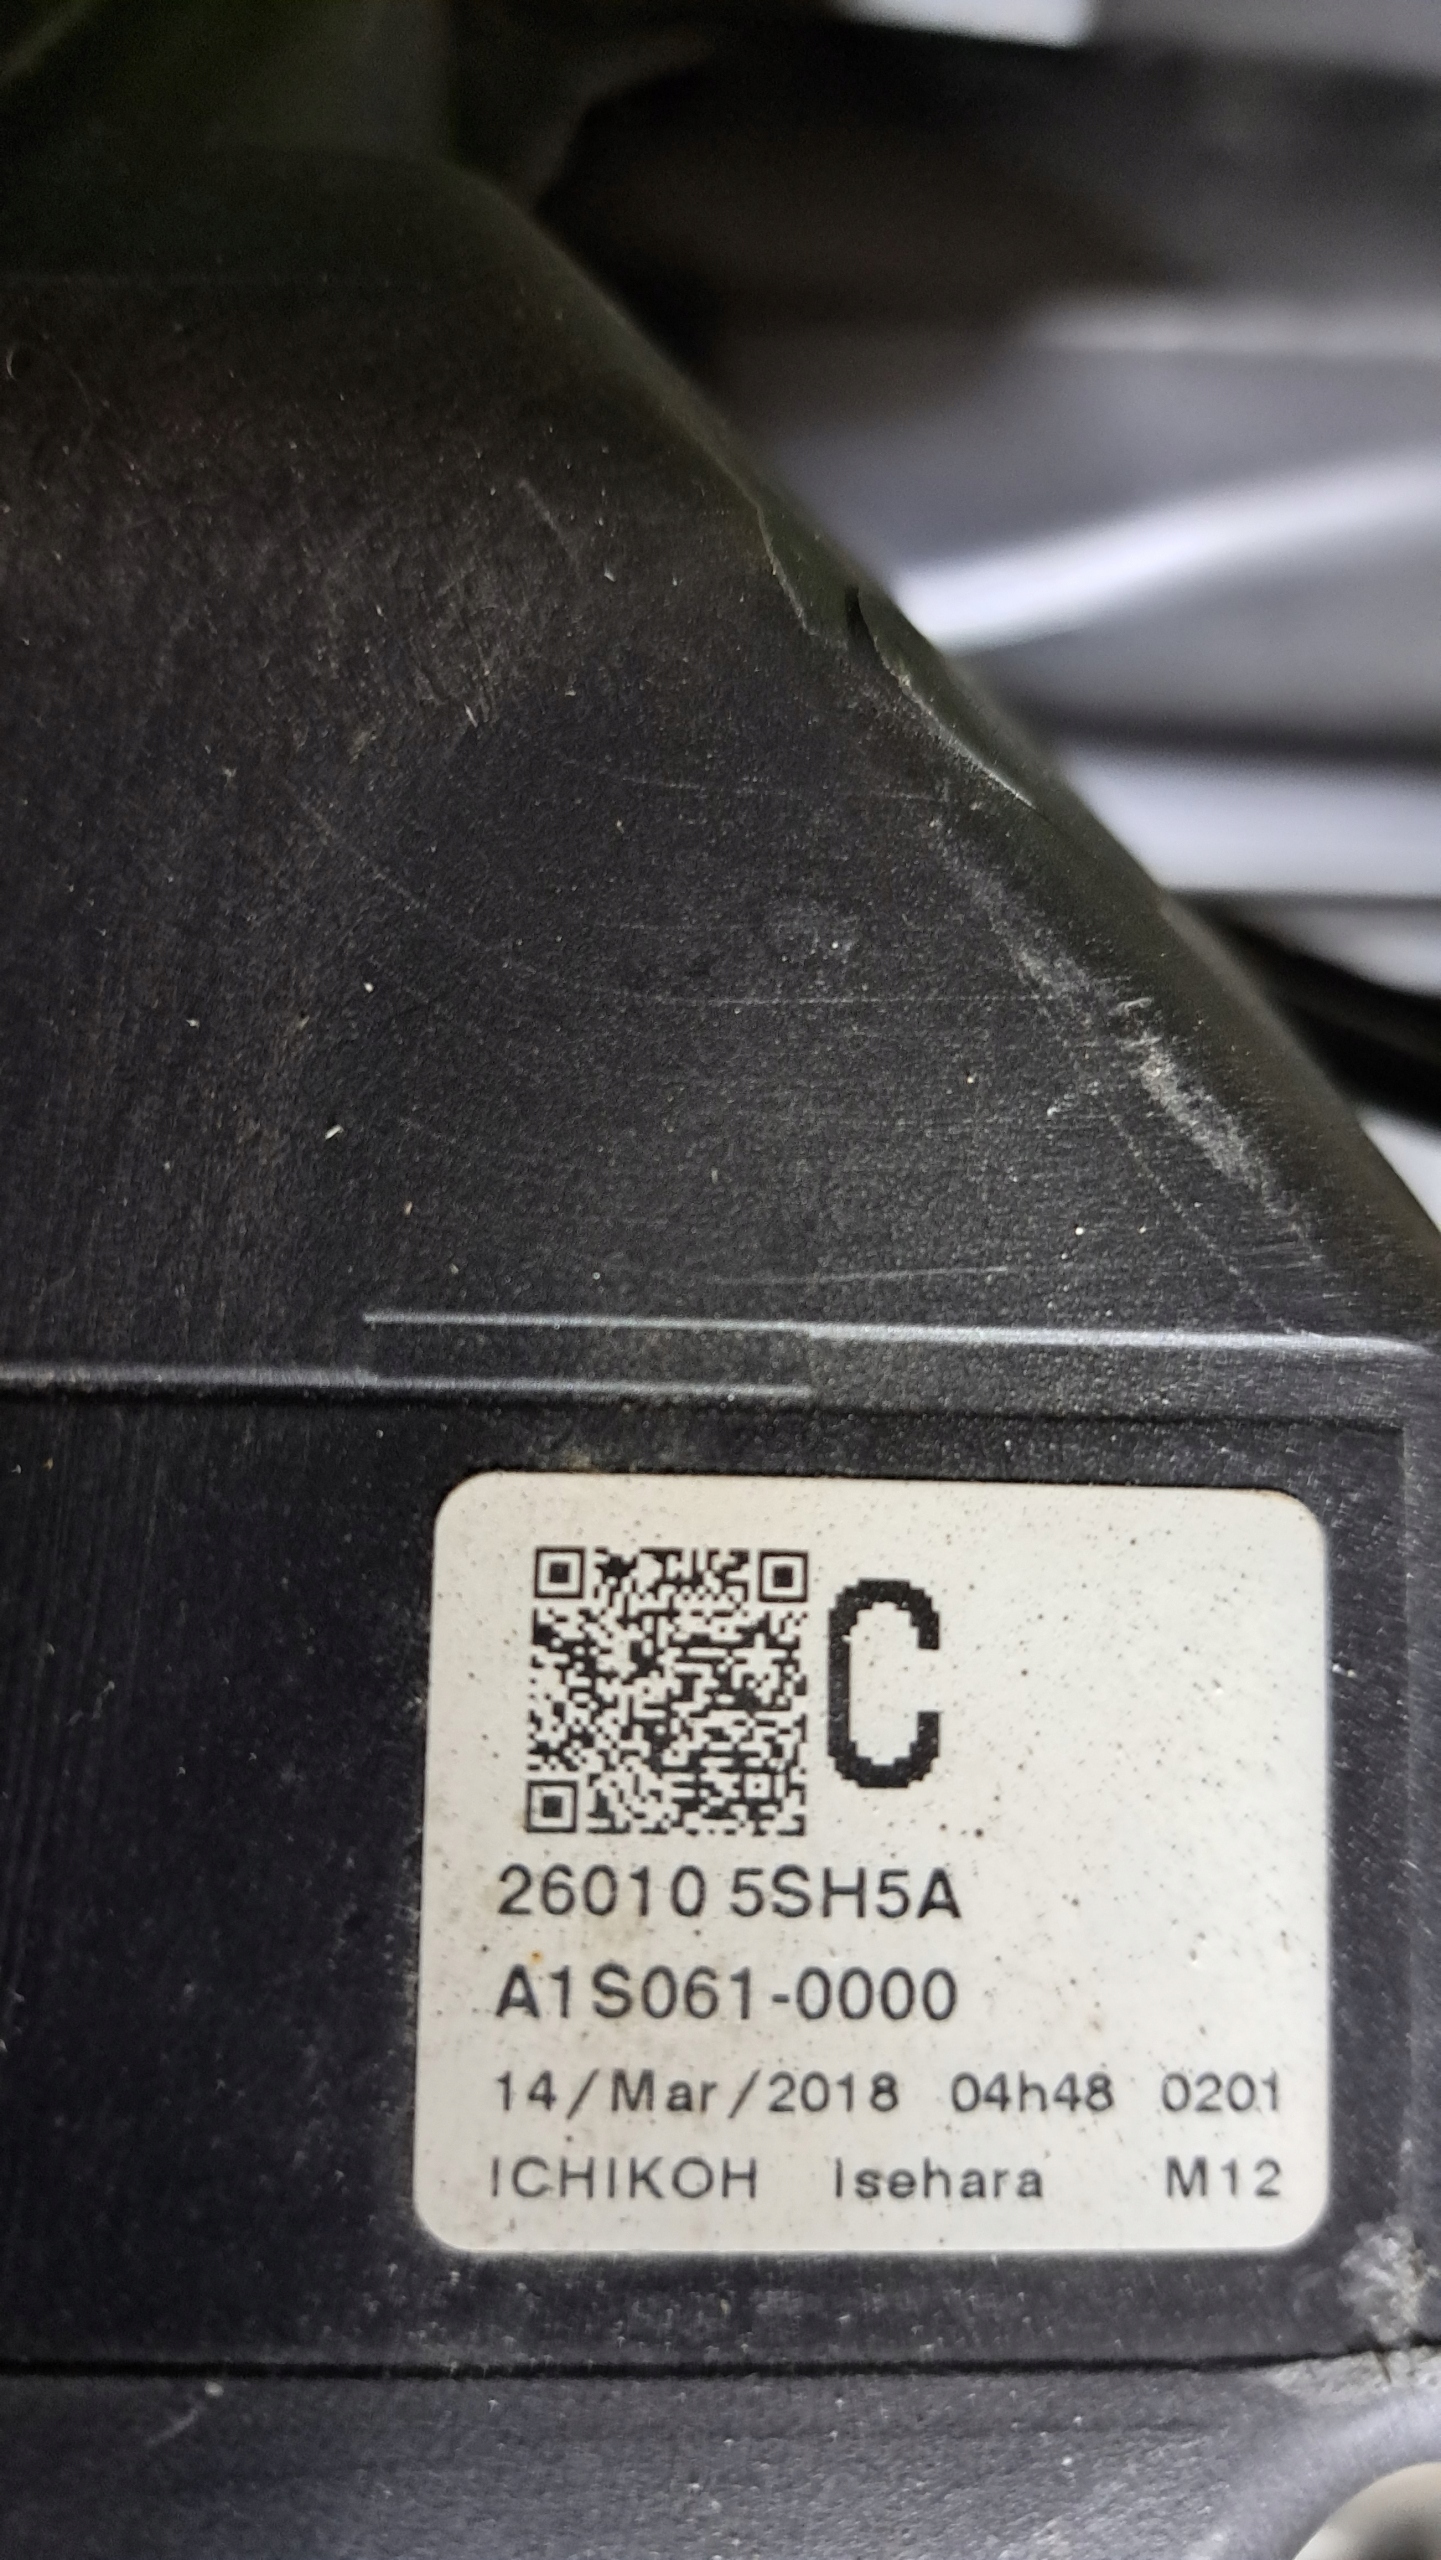 C
26010 5SH5A
A1S061-0000
14/Mar/2018 04h48 0201
ICHIKOH Isehara M12